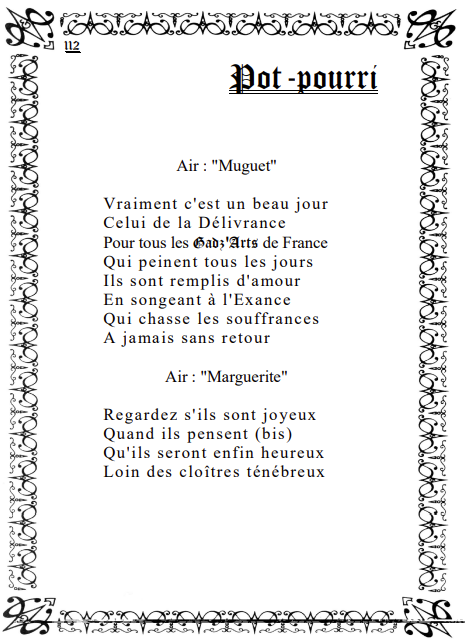 112
Pot-pourri
Air : "Muguet"
Vraiment c'est un beau jour
Celui de la Délivrance
Pour tous les Gadz'Arts de France
Qui peinent tous les jours
Ils sont remplis d'amour
En songeant à l'Exance
Qui chasse les souffrances
A jamais sans retour
Air : "Marguerite"
Regardez s'ils sont joyeux
Quand ils pensent (bis)
Qu'ils seront enfin heureux
Loin des cloîtres ténébreux